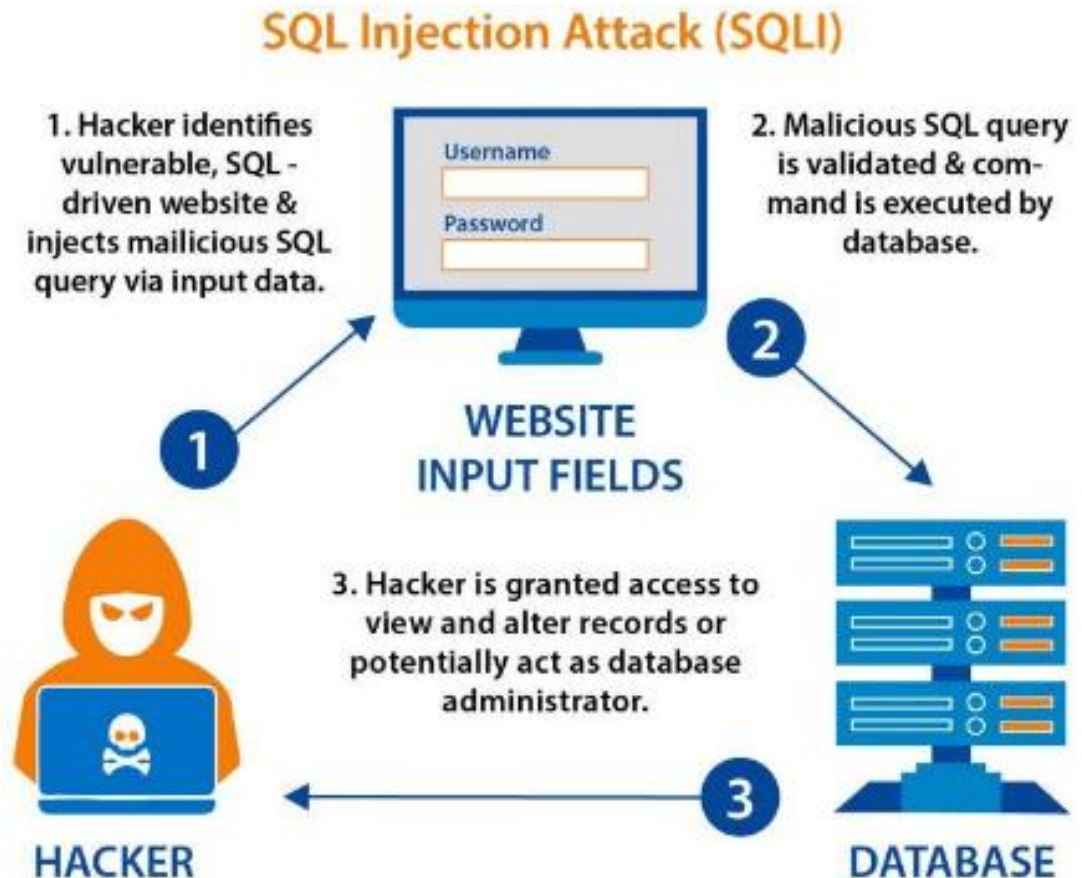 SQL Injection Attack (SQLI)
1. Hacker identifies
vulnerable, SQL -
driven website &
injects mailicious SQL
query via input data.
Username
Password
2. Malicious SQL query
is validated & com-
mand is executed by
database.
1
2
WEBSITE
INPUT FIELDS
3. Hacker is granted access to
view and alter records or
potentially act as database
administrator.
3
HACKER
DATABASE